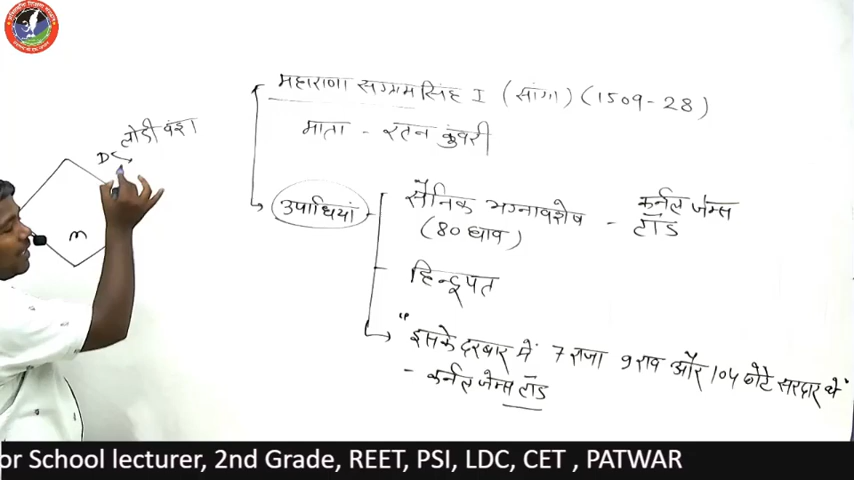 महाराणा सग्राम सिंह I (सांगा) (1509-28)
माता - रतन कुंवरी
लोदी वंश
D
m
उपाधियां
सैनिक भग्नावशेष - कर्नल जेम्स टॉड
(80 घाव)
हिन्दूपत
"इसके दरबार में 7 राजा 9 राव और 104 छोटे सरदार थे
- कर्नल जेम्स टॉड
or School lecturer, 2nd Grade, REET, PSI, LDC, CET , PATWAR